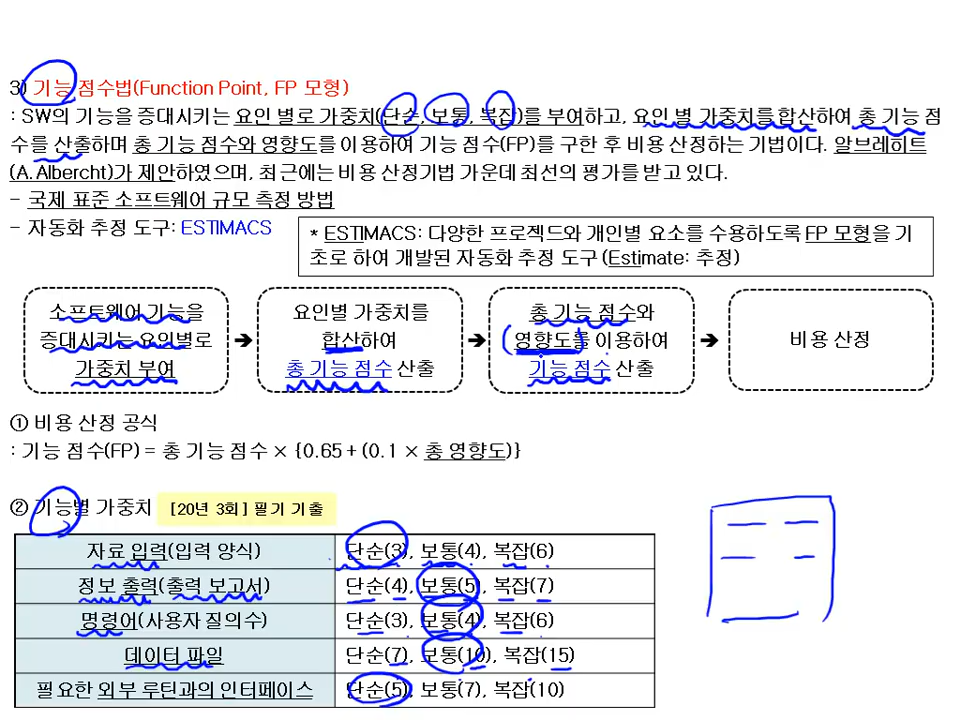 3) 기능 점수법(Function Point, FP 모형)
: SW의 기능을 증대시키는 요인 별로 가중치(단순, 보통, 복잡)를 부여하고, 요인 별 가중치를 합산하여 총 기능 점
수를 산출하며 총 기능 점수와 영향도를 이용하여 기능 점수(FP)를 구한 후 비용 산정하는 기법이다. 알브레히트
(A.Albercht)가 제안하였으며, 최근에는 비용 산정기법 가운데 최선의 평가를 받고 있다.
- 국제 표준 소프트웨어 규모 측정 방법
- 자동화 추정 도구: ESTIMACS
* ESTIMACS: 다양한 프로젝트와 개인별 요소를 수용하도록 FP 모형을 기
초로 하여 개발된 자동화 추정 도구 (Estimate: 추정)
소프트웨어 기능을
증대시키는 요인별로
가중치 부여
➔
요인별 가중치를
합산하여
총 기능 점수 산출
➔
총 기능 점수와
영향도를 이용하여
기능 점수 산출
➔
비용 산정
① 비용 산정 공식
: 기능 점수(FP) = 총 기능 점수 × {0.65 + (0.1 × 총 영향도)}
② 기능별 가중치 [20년 3회] 필기 기출
자료 입력(입력 양식) 단순(3), 보통(4), 복잡(6)
정보 출력(출력 보고서) 단순(4), 보통(5), 복잡(7)
명령어(사용자 질의수) 단순(3), 보통(4), 복잡(6)
데이터 파일 단순(7), 보통(10), 복잡(15)
필요한 외부 루틴과의 인터페이스 단순(5), 보통(7), 복잡(10)